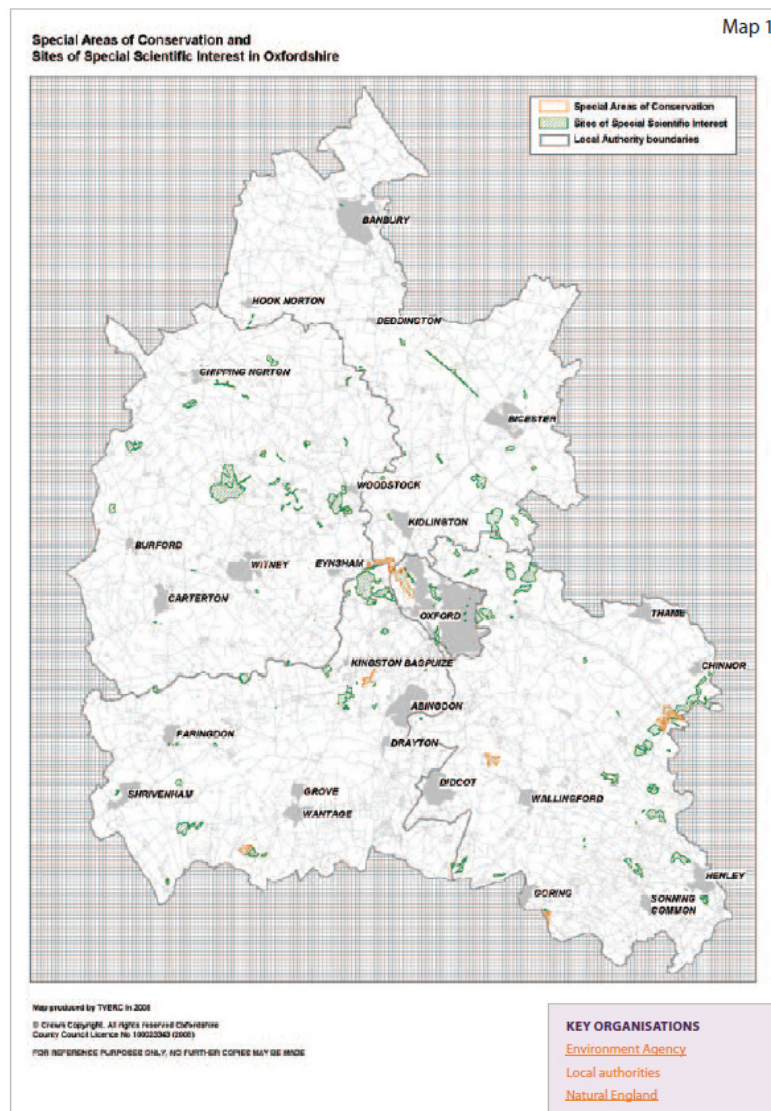 Map 1
Special Areas of Conservation and
Sites of Special Scientific Interest in Oxfordshire
Special Areas of Conservation
Sites of Special Scientific Interest
Local Authority boundaries
BANBURY
HOOK NORTON
DEDDINGTON
CHIPPING NORTON
BICESTER
WOODSTOCK
KIDLINGTON
BURFORD
WITNEY
EYNSHAM
CARTERTON
OXFORD
THAME
KINGSTON BAGPUIZE
CHINNOR
ABINGDON
FARINGDON
DRAYTON
SHRIVENHAM
GROVE
DIDCOT
WALLINGFORD
WANTAGE
HENLEY
GORING
SONNING
COMMON
Map produced by TVERC in 2008
© Crown Copyright. All rights reserved Oxfordshire
County Council Licence No 100023343 (2008)
FOR REFERENCE PURPOSES ONLY, NO FURTHER COPIES MAY BE MADE
KEY ORGANISATIONS
Environment Agency
Local authorities
Natural England